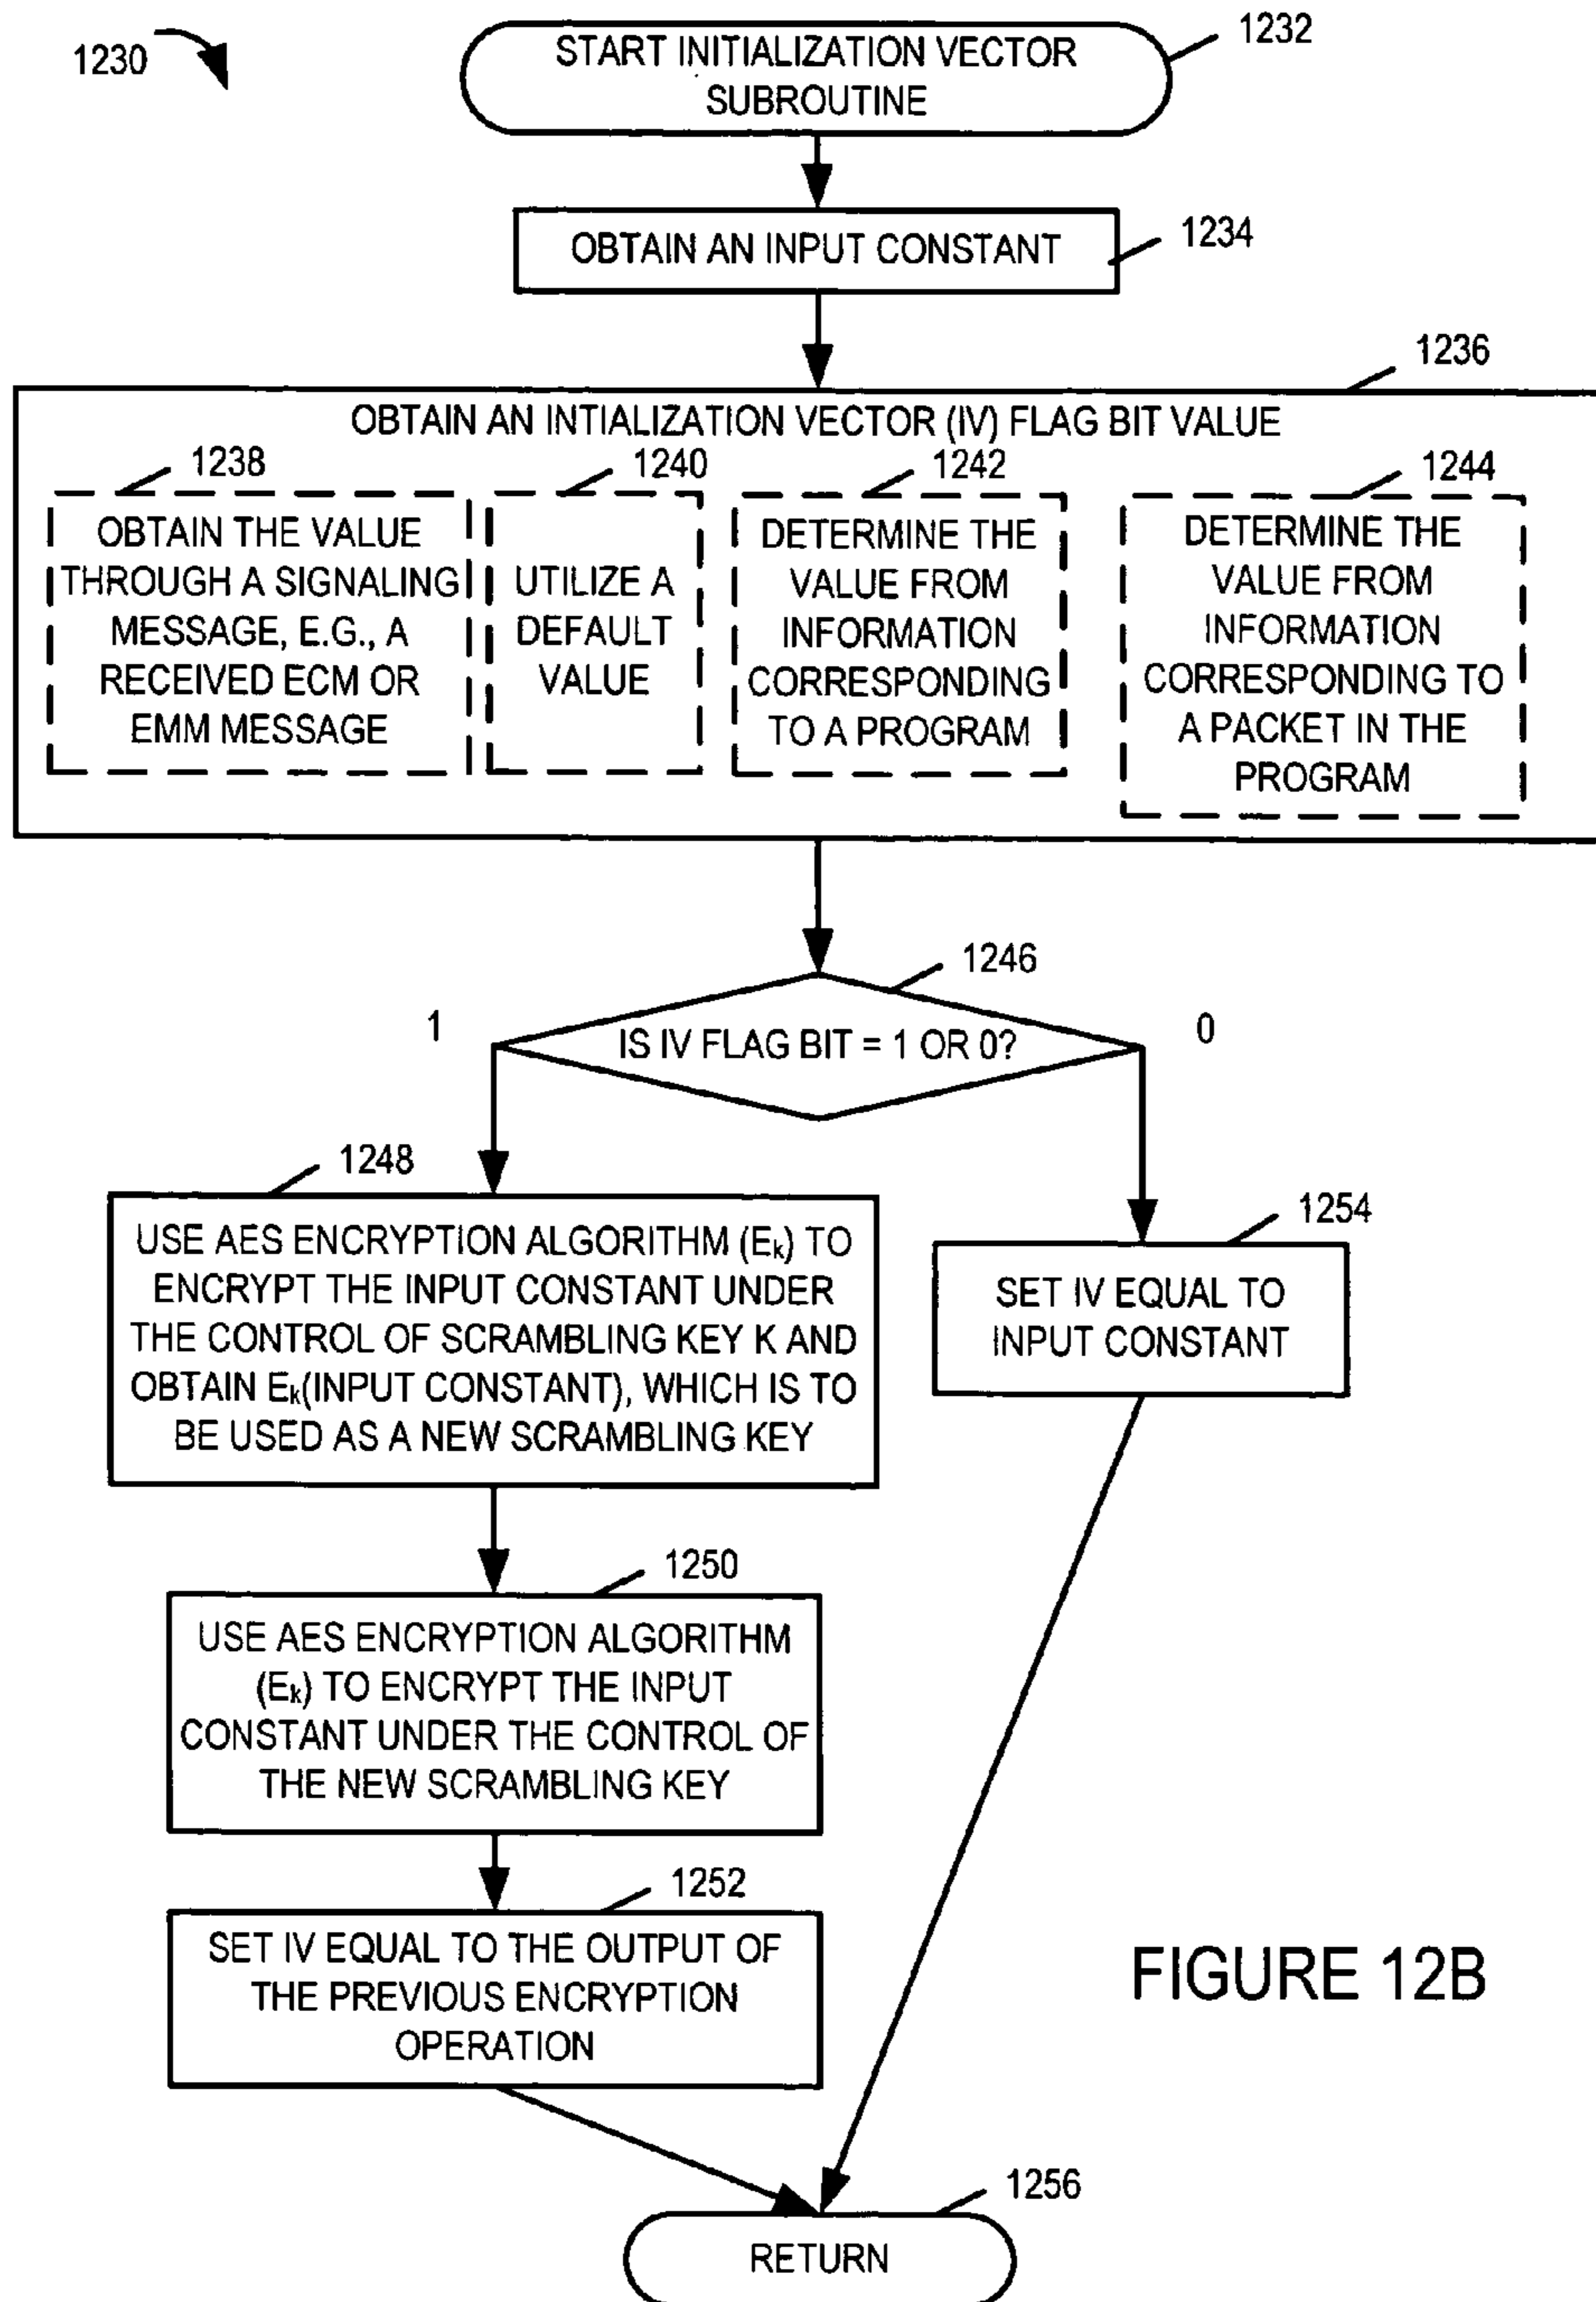 1230
START INITIALIZATION VECTOR
SUBROUTINE
1232
OBTAIN AN INPUT CONSTANT
1234
1236
OBTAIN AN INTIALIZATION VECTOR (IV) FLAG BIT VALUE
1238
OBTAIN THE VALUE
THROUGH A SIGNALING
MESSAGE, E.G., A
RECEIVED ECM OR
EMM MESSAGE
1240
UTILIZE A
DEFAULT
VALUE
1242
DETERMINE THE
VALUE FROM
INFORMATION
CORRESPONDING
TO A PROGRAM
1244
DETERMINE THE
VALUE FROM
INFORMATION
CORRESPONDING TO
A PACKET IN THE
PROGRAM
1246
1
IS IV FLAG BIT = 1 OR 0?
0
1248
USE AES ENCRYPTION ALGORITHM (Ek) TO
ENCRYPT THE INPUT CONSTANT UNDER
THE CONTROL OF SCRAMBLING KEY K AND
OBTAIN Ek(INPUT CONSTANT), WHICH IS TO
BE USED AS A NEW SCRAMBLING KEY
1254
SET IV EQUAL TO
INPUT CONSTANT
1250
USE AES ENCRYPTION ALGORITHM
(Ek) TO ENCRYPT THE INPUT
CONSTANT UNDER THE CONTROL OF
THE NEW SCRAMBLING KEY
1252
SET IV EQUAL TO THE OUTPUT OF
THE PREVIOUS ENCRYPTION
OPERATION
FIGURE 12B
1256
RETURN